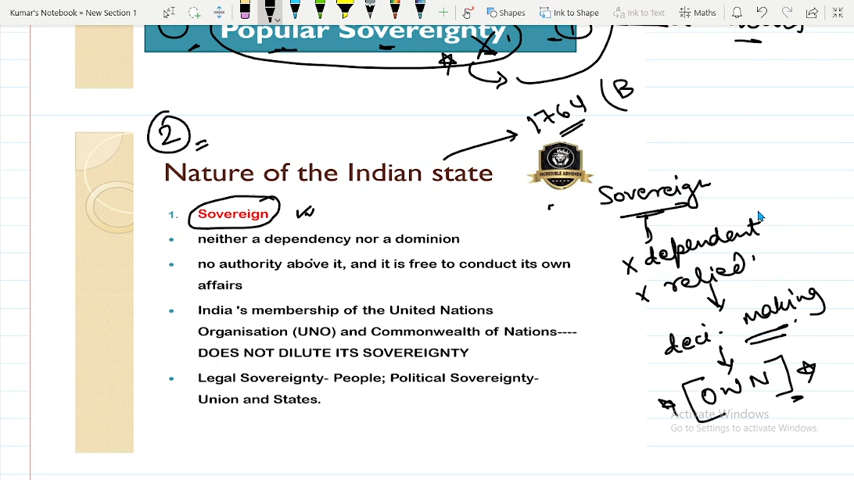 Kumar's Notebook » New Section 1
Shapes
Ink to Shape
Ink to Text
Maths
Popular Sovereignty
1764 (B
2
Nature of the Indian state
INCREDIBLE ABHISHEK
1. Sovereign
• neither a dependency nor a dominion
• no authority above it, and it is free to conduct its own
affairs
• India 's membership of the United Nations
Organisation (UNO) and Commonwealth of Nations----
DOES NOT DILUTE ITS SOVEREIGNTY
• Legal Sovereignty- People; Political Sovereignty-
Union and States.
Sovereign
x dependent
x relied
deci. making
[OWN]
Activate Windows
Go to Settings to activate Windows.